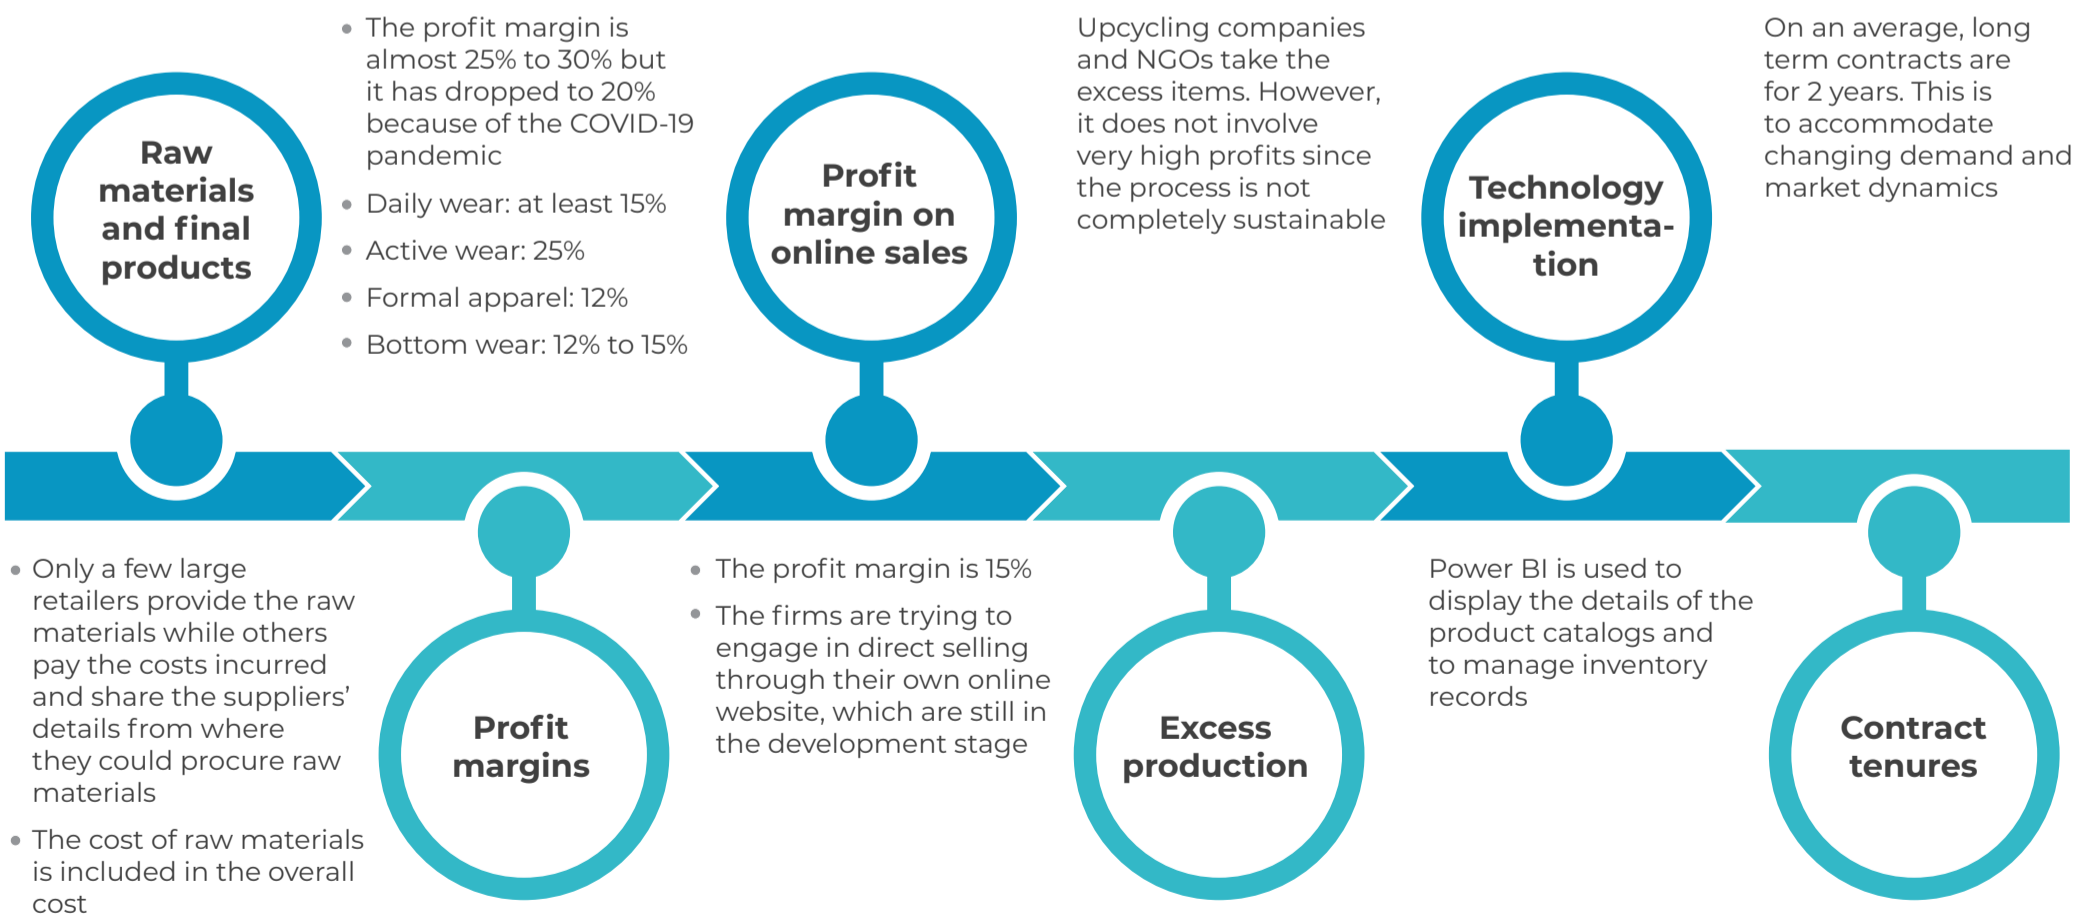 Raw
materials
and final
products
• Only a few large
retailers provide the raw
materials while others
pay the costs incurred
and share the suppliers’
details from where
they could procure raw
materials
• The cost of raw materials
is included in the overall
cost
• The profit margin is
almost 25% to 30% but
it has dropped to 20%
because of the COVID-19
pandemic
• Daily wear: at least 15%
• Active wear: 25%
• Formal apparel: 12%
• Bottom wear: 12% to 15%
Profit
margins
Profit
margin on
online sales
• The profit margin is 15%
• The firms are trying to
engage in direct selling
through their own online
website, which are still in
the development stage
Upcycling companies
and NGOs take the
excess items. However,
it does not involve
very high profits since
the process is not
completely sustainable
Excess
production
Technology
implementa-
tion
Power BI is used to
display the details of the
product catalogs and
to manage inventory
records
On an average, long
term contracts are
for 2 years. This is
to accommodate
changing demand and
market dynamics
Contract
tenures